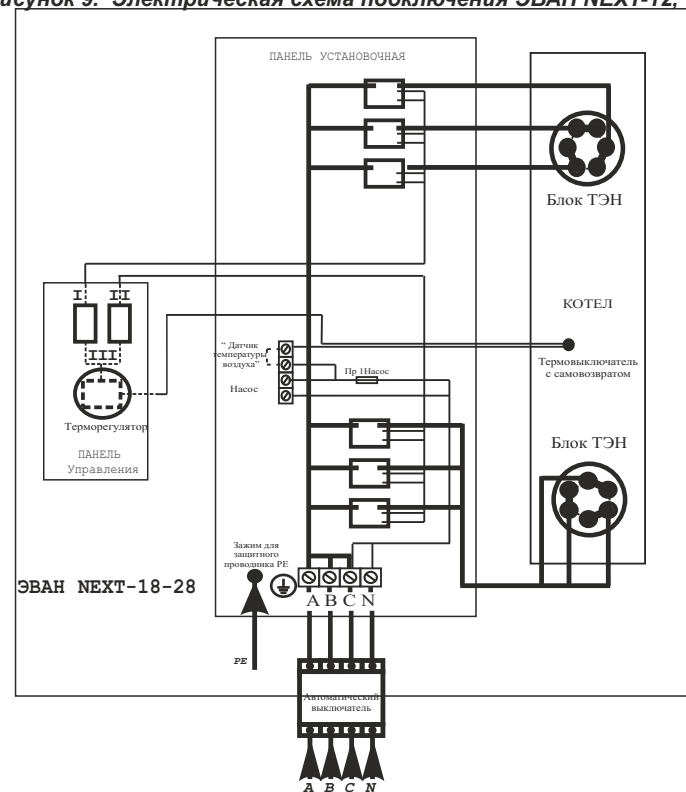 исунок 9. Электрическая схема подключения ЭВАН NEXT-12,
ПАНЕЛЬ УСТАНОВОЧНАЯ
Блок ТЭН
I
II
КОТЕЛ
III
“ Датчик
температуры
воздуха”
Пр 1Насос
Насос
Термовыключатель
с самовозвратом
Терморегулятор
ПАНЕЛЬ
Управления
Блок ТЭН
Зажим для
защитного
проводника PE
ЭВАН NEXT-18-28
A B C N
PE
Автоматический
выключатель
A B C N